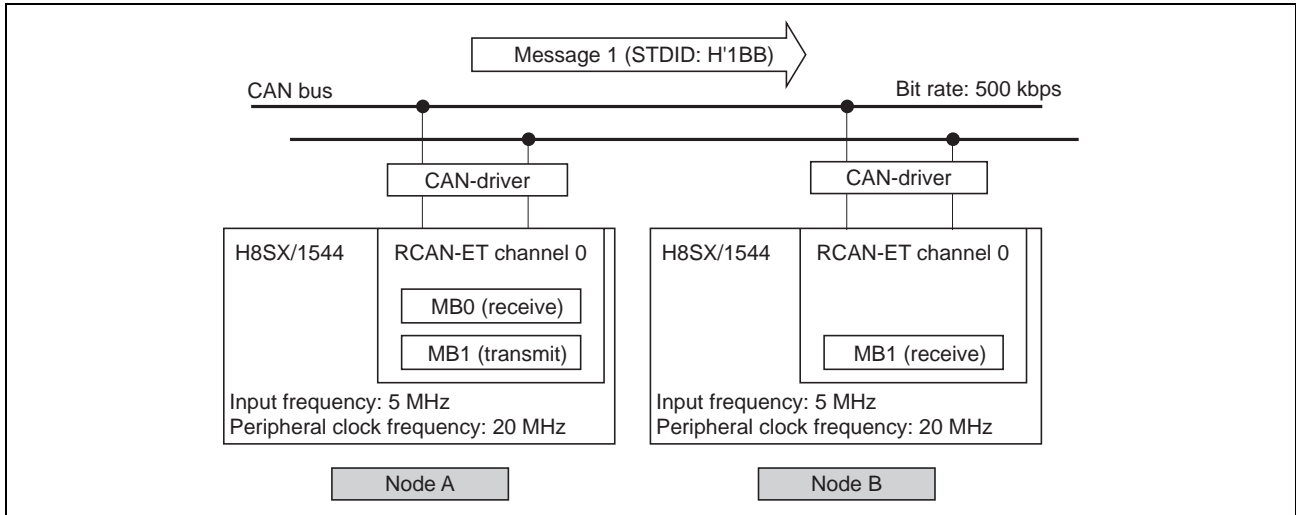 Message 1 (STDID: H'1BB)
CAN bus
Bit rate: 500 kbps
CAN-driver
CAN-driver
H8SX/1544
RCAN-ET channel 0
MB0 (receive)
MB1 (transmit)
Input frequency: 5 MHz
Peripheral clock frequency: 20 MHz
H8SX/1544
RCAN-ET channel 0
MB1 (receive)
Input frequency: 5 MHz
Peripheral clock frequency: 20 MHz
Node A
Node B